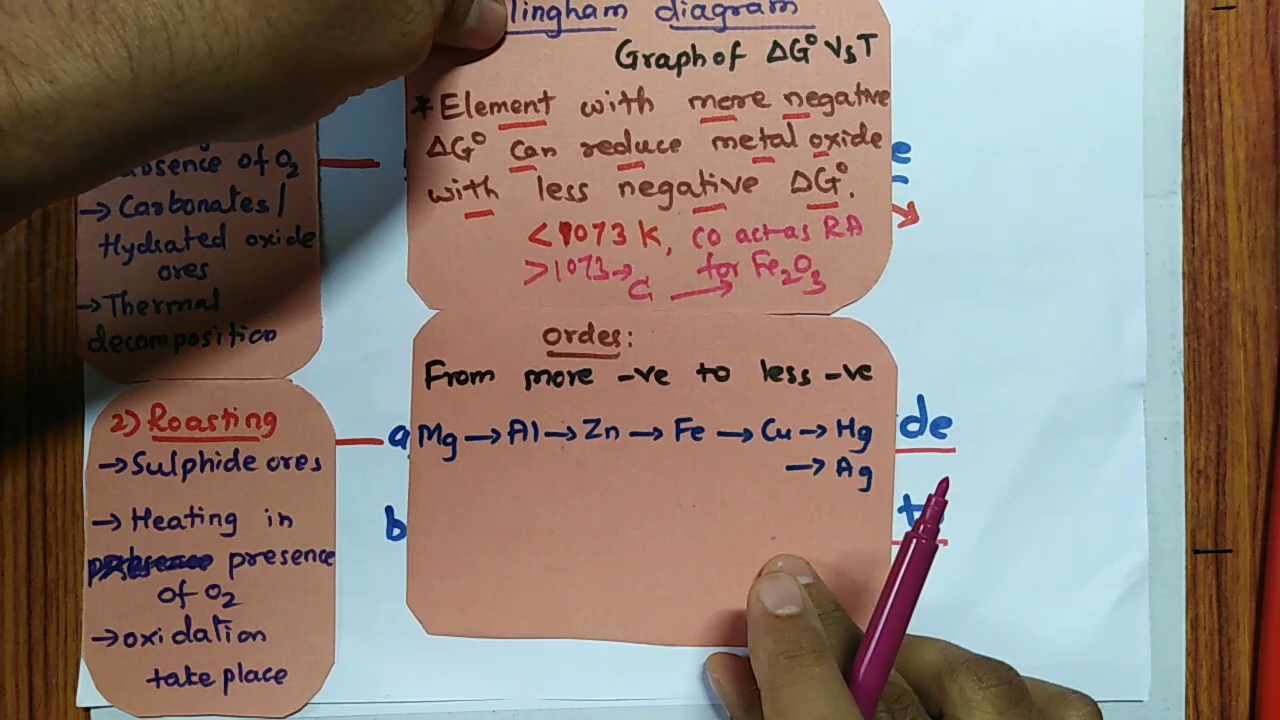 lingham diagram
Graph of ΔG° Vs T
* Element with more negative
ΔG° can reduce metal oxide
with less negative ΔG°.
< 1073 K, CO act as RA
> 1073 → C → for Fe2O3
Order:
From more -ve to less -ve
Mg → Al → Zn → Fe → Cu → Hg
→ Ag
absence of O2
→ Carbonates/
Hydrated oxide
ores
→ Thermal
decomposition
2) Roasting
→ Sulphide ores
→ Heating in
presence
of O2
→ oxidation
take place
e
a
de
b